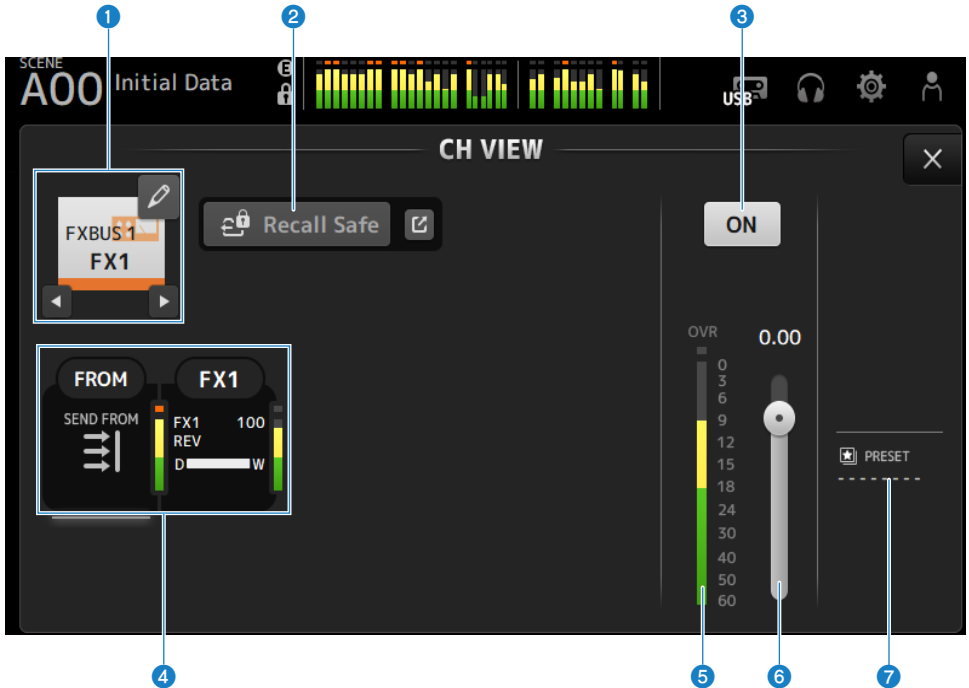 1 2 3
SCENE
A00 Initial Data E
USB
CH VIEW
FXBUS 1
FX1
Recall Safe
ON
OVR 0.00
0
3
6
9
12
15
18
24
30
40
50
60
FROM FX1
SEND FROM
FX1 100
REV
D W
PRESET
--------
4 5 6 7